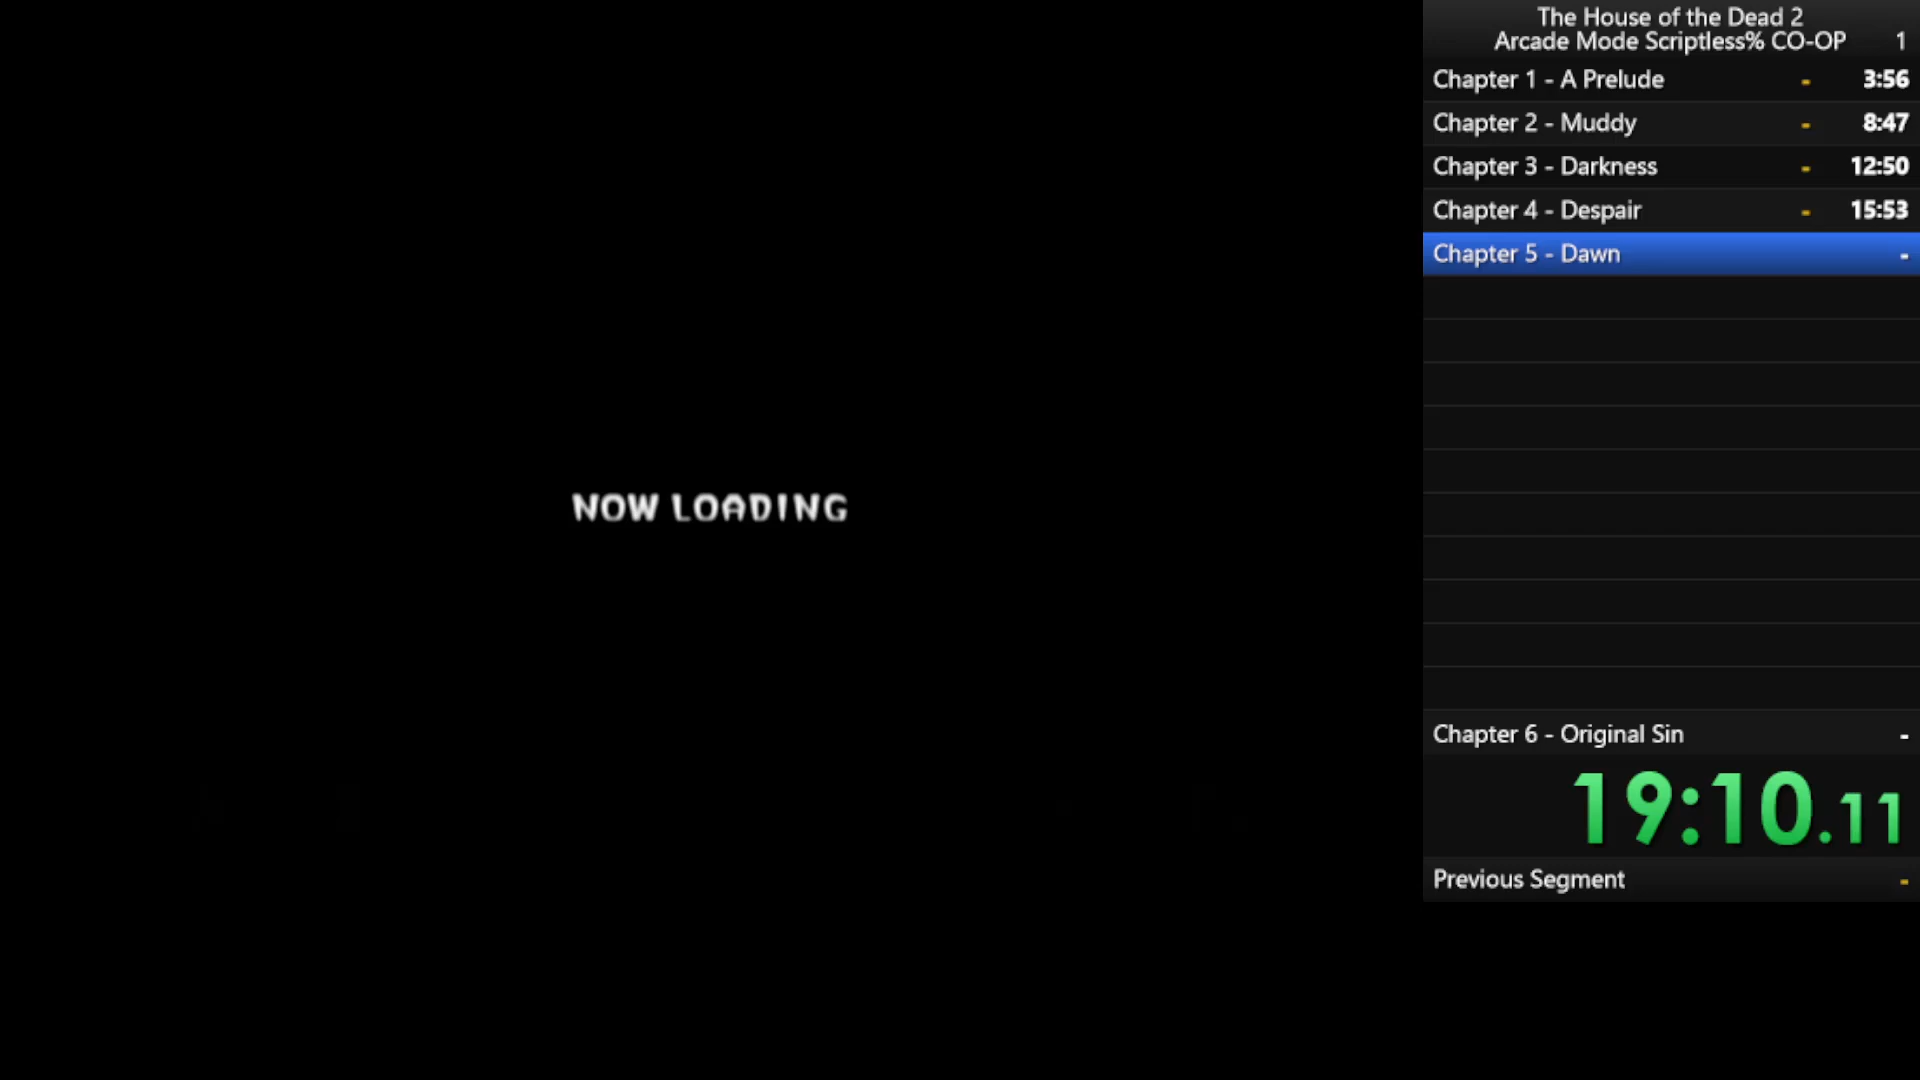 NOW LOADING
The House of the Dead 2
Arcade Mode Scriptless% CO-OP 1
Chapter 1 - A Prelude - 3:56
Chapter 2 - Muddy - 8:47
Chapter 3 - Darkness - 12:50
Chapter 4 - Despair - 15:53
Chapter 5 - Dawn -
Chapter 6 - Original Sin -
19:10.11
Previous Segment -